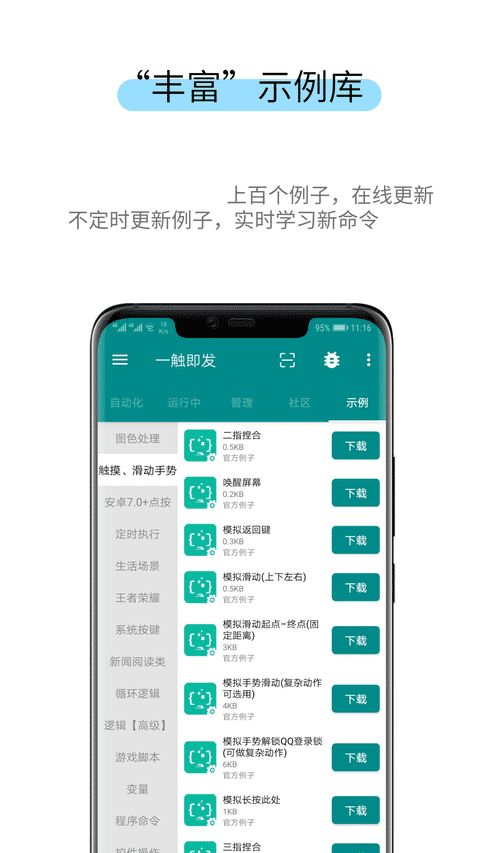 “丰富”示例库
上百个例子，在线更新
不定时更新例子，实时学习新命令
18 K/s
95%
11:16
一触即发
自动化
运行中
管理
社区
示例
图色处理
触摸、滑动手势
安卓7.0+点按
定时执行
生活场景
王者荣耀
系统按键
新闻阅读类
循环逻辑
逻辑【高级】
游戏脚本
变量
程序命令
控件操作
二指捏合
0.5KB
官方例子
下载
唤醒屏幕
0.2KB
官方例子
下载
模拟返回键
0.3KB
官方例子
下载
模拟滑动(上下左右)
0.5KB
官方例子
下载
模拟滑动起点–终点(固
定距离)
3KB
官方例子
下载
模拟手势滑动(复杂动作
可选用)
4KB
官方例子
下载
模拟手势解锁QQ登录锁
(可做复杂动作)
6KB
官方例子
下载
模拟长按此处
1KB
官方例子
下载
三指捏合